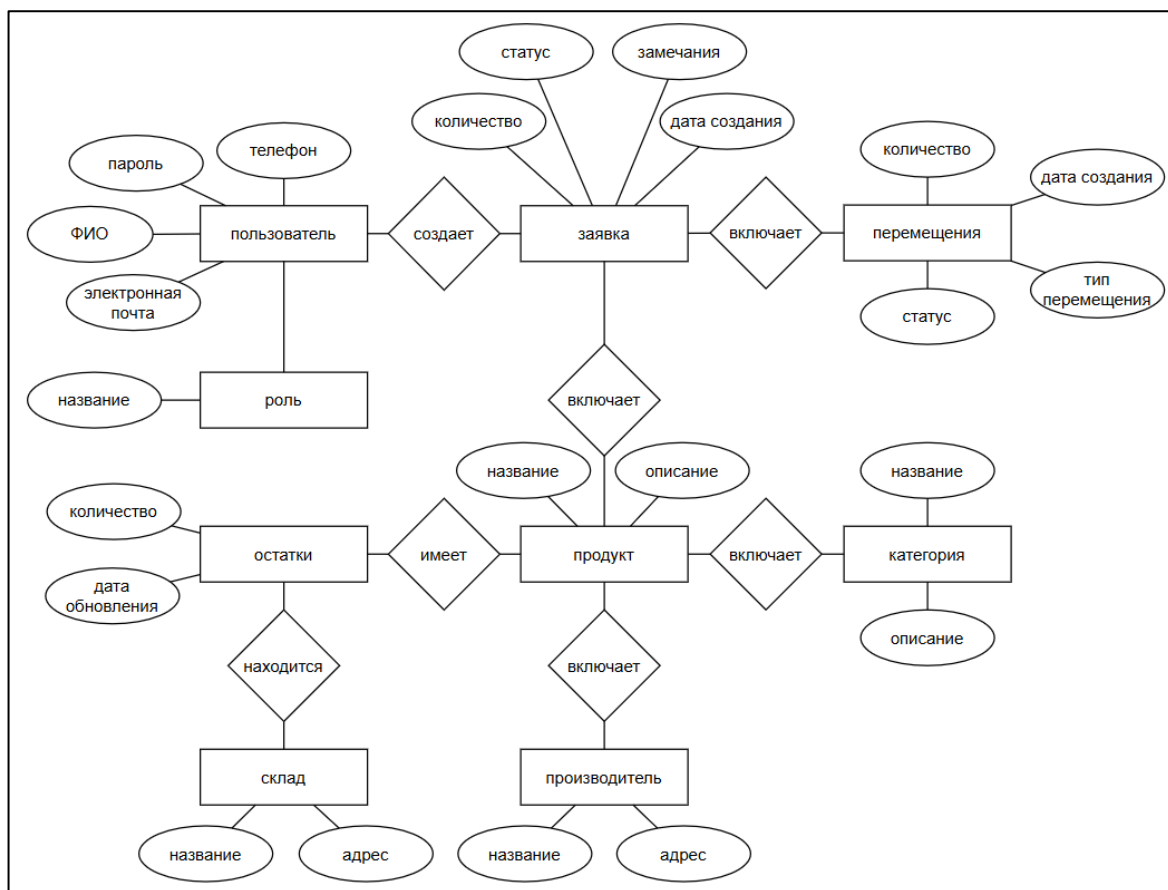 статус
замечания
количество
дата создания
телефон
пароль
количество
дата создания
ФИО
пользователь
создает
заявка
включает
перемещения
электронная
почта
тип
перемещения
статус
название
роль
включает
название
описание
название
количество
остатки
имеет
продукт
включает
категория
дата
обновления
описание
находится
включает
склад
производитель
название
адрес
название
адрес